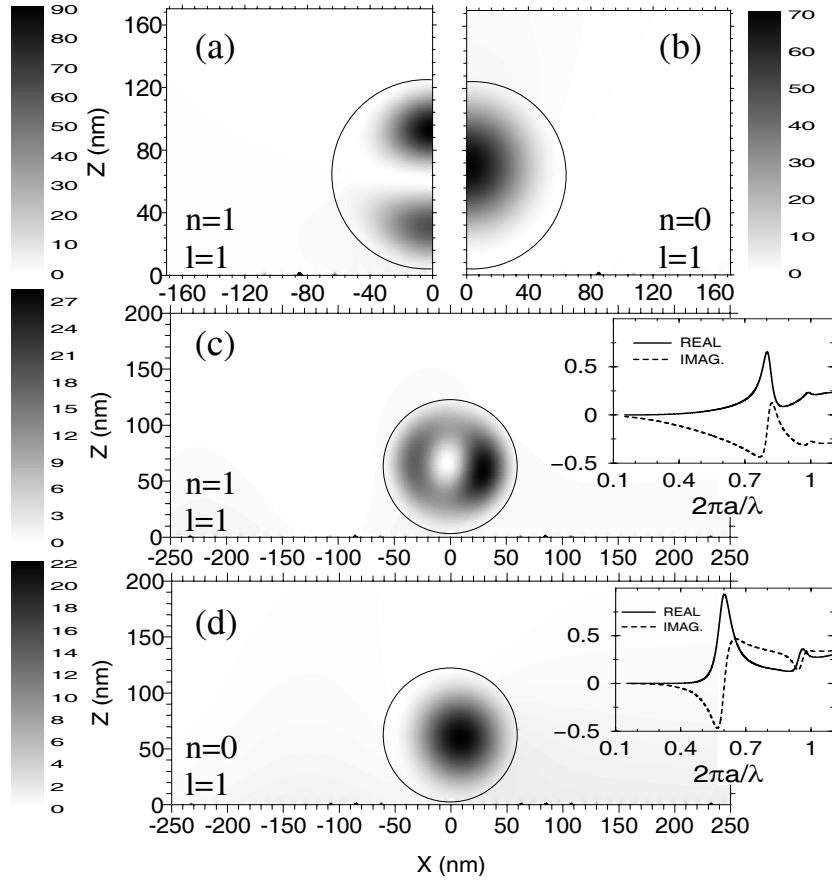 90
80
70
60
50
40
30
20
10
0
Z (nm)
160
120
80
40
0
(a)
n=1
l=1
-160 -120 -80 -40 0
(b)
n=0
l=1
0 40 80 120 160
70
60
50
40
30
20
10
0
27
24
21
18
15
12
9
6
3
0
Z (nm)
200
150
100
50
0
(c)
n=1
l=1
-250 -200 -150 -100 -50 0 50 100 150 200 250
REAL
IMAG.
0.5
0
−0.5
0.1 0.4 0.7 1
2πa/λ
22
20
18
16
14
12
10
8
6
4
2
0
Z (nm)
200
150
100
50
0
(d)
n=0
l=1
-250 -200 -150 -100 -50 0 50 100 150 200 250
X (nm)
REAL
IMAG.
0.5
0
−0.5
0.1 0.4 0.7 1
2πa/λ